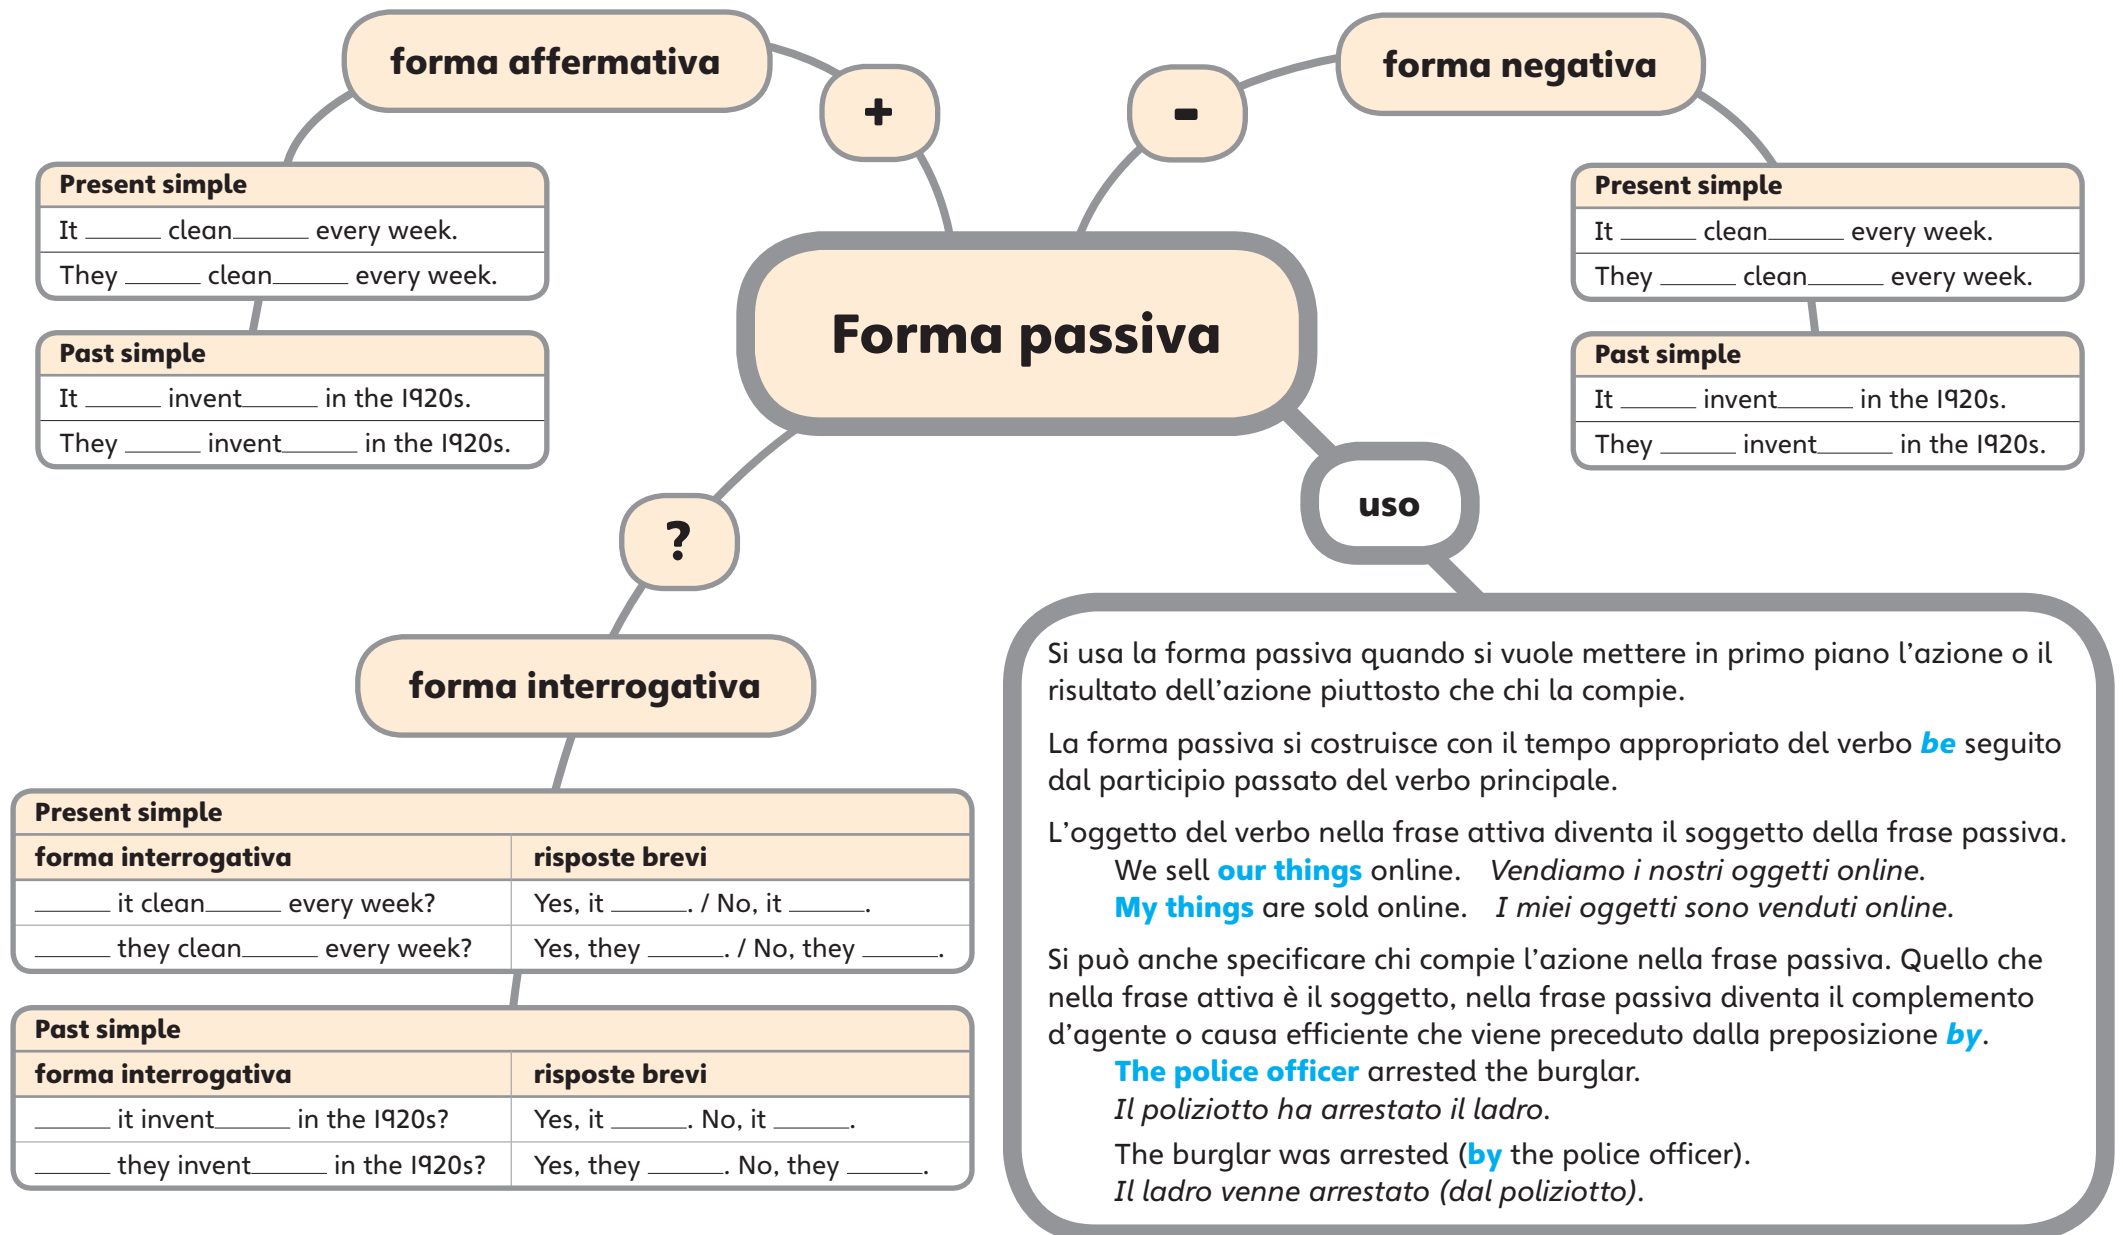 forma affermativa
+
Present simple
It ______ clean______ every week.
They ______ clean______ every week.
Past simple
It ______ invent______ in the 1920s.
They ______ invent______ in the 1920s.
-
forma negativa
Present simple
It ______ clean______ every week.
They ______ clean______ every week.
Past simple
It ______ invent______ in the 1920s.
They ______ invent______ in the 1920s.
Forma passiva
?
forma interrogativa
Present simple
forma interrogativa risposte brevi
______ it clean______ every week? Yes, it ______. / No, it ______.
______ they clean______ every week? Yes, they ______. / No, they ______.
Past simple
forma interrogativa risposte brevi
______ it invent______ in the 1920s? Yes, it ______. No, it ______.
______ they invent______ in the 1920s? Yes, they ______. No, they ______.
uso
Si usa la forma passiva quando si vuole mettere in primo piano l'azione o il
risultato dell'azione piuttosto che chi la compie.
La forma passiva si costruisce con il tempo appropriato del verbo be seguito
dal participio passato del verbo principale.
L'oggetto del verbo nella frase attiva diventa il soggetto della frase passiva.
We sell our things online. Vendiamo i nostri oggetti online.
My things are sold online. I miei oggetti sono venduti online.
Si può anche specificare chi compie l'azione nella frase passiva. Quello che
nella frase attiva è il soggetto, nella frase passiva diventa il complemento
d'agente o causa efficiente che viene preceduto dalla preposizione by.
The police officer arrested the burglar.
Il poliziotto ha arrestato il ladro.
The burglar was arrested (by the police officer).
Il ladro venne arrestato (dal poliziotto).